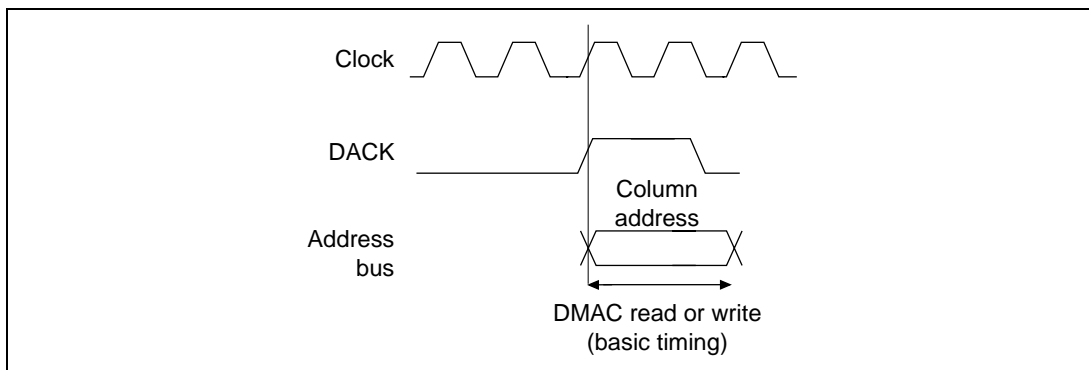 Clock
DACK
Column
address
Address
bus
DMAC read or write
(basic timing)